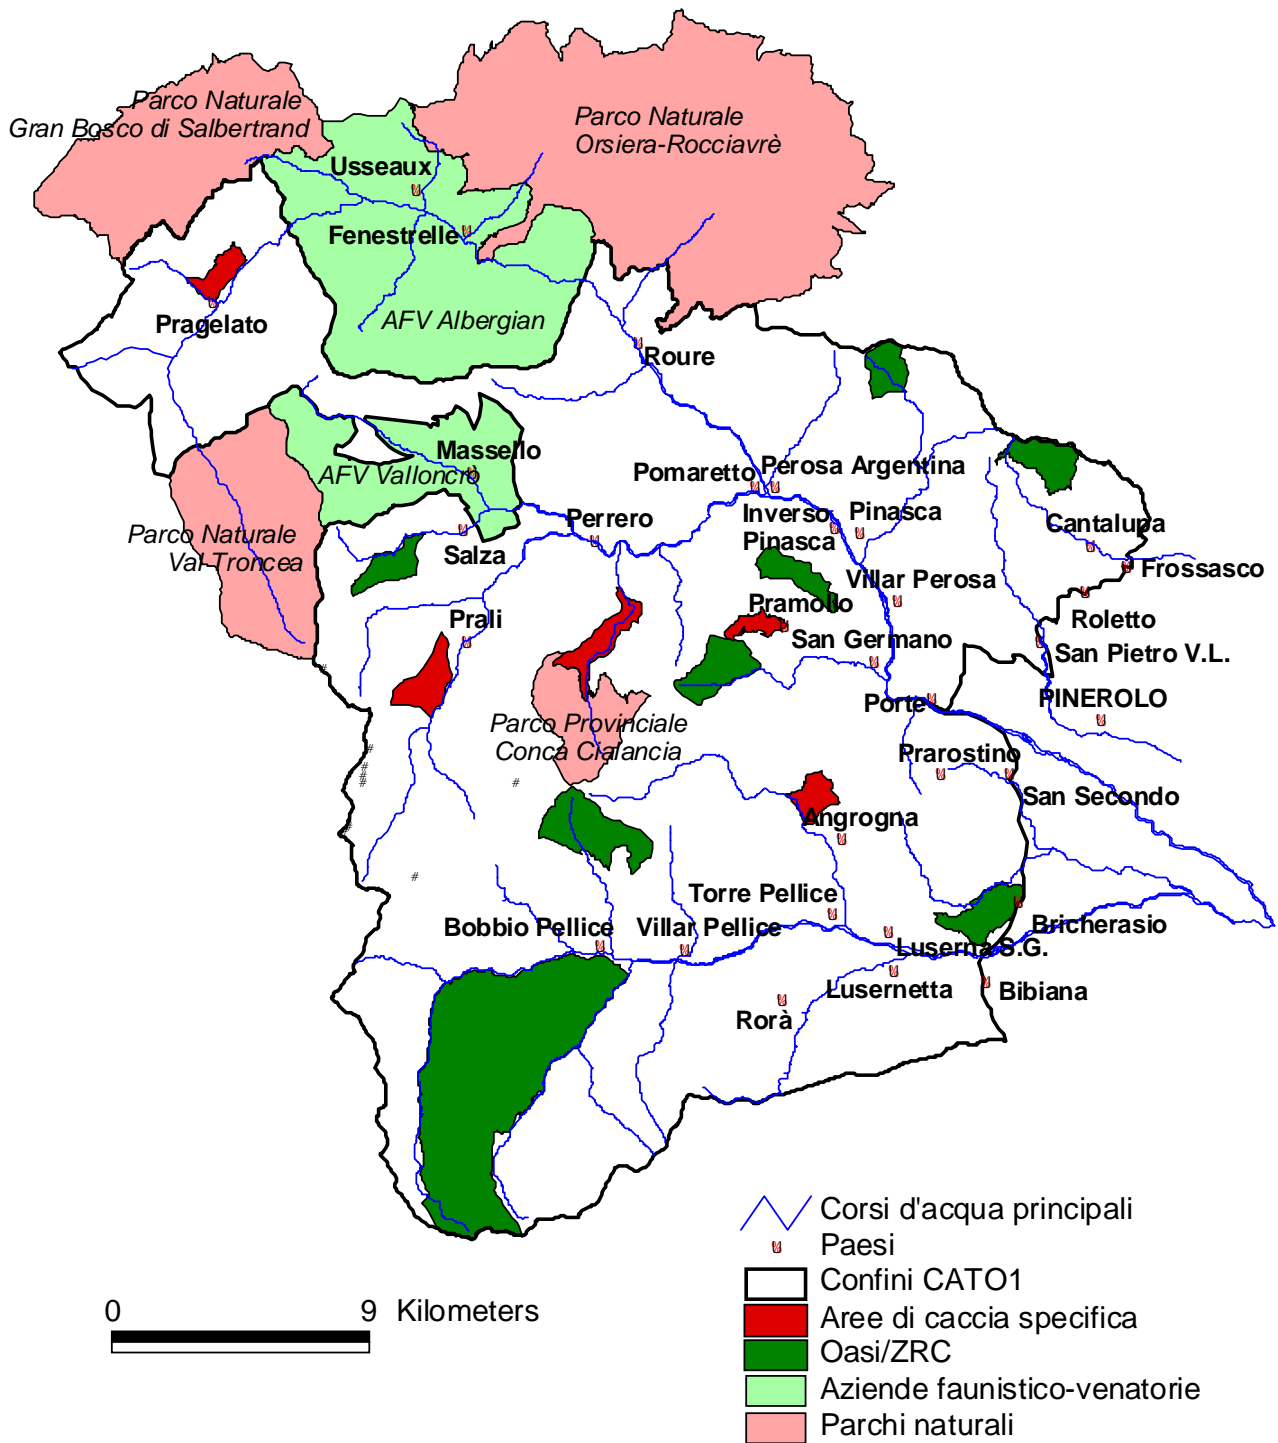 Parco Naturale
Gran Bosco di Salbertrand
Parco Naturale
Orsiera-Rocciavrè
Usseaux
Fenestrelle
AFV Albergian
Pragelato
Roure
Massello
AFV Valloncrò
Pomaretto
Perosa Argentina
Inverso
Pinasca
Pinasca
Perrero
Cantalupa
Parco Naturale
Val Troncea
Salza
Frossasco
Villar Perosa
Prali
Pramollo
Roletto
San Germano
San Pietro V.L.
Porte
PINEROLO
Parco Provinciale
Conca Cialancia
Prarostino
San Secondo
Angrogna
Torre Pellice
Bobbio Pellice
Villar Pellice
Bricherasio
Luserna S.G.
Lusernetta
Bibiana
Rorà
Corsi d'acqua principali
Paesi
Confini CATO1
0 9 Kilometers
Aree di caccia specifica
Oasi/ZRC
Aziende faunistico-venatorie
Parchi naturali